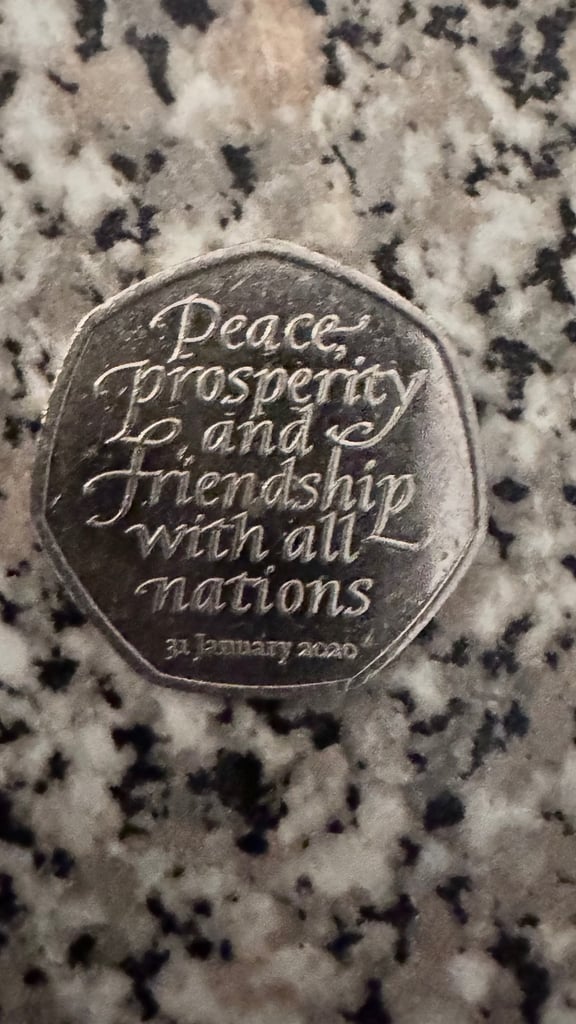 Peace,
prosperity
and
friendship
with all
nations
31 January 2020